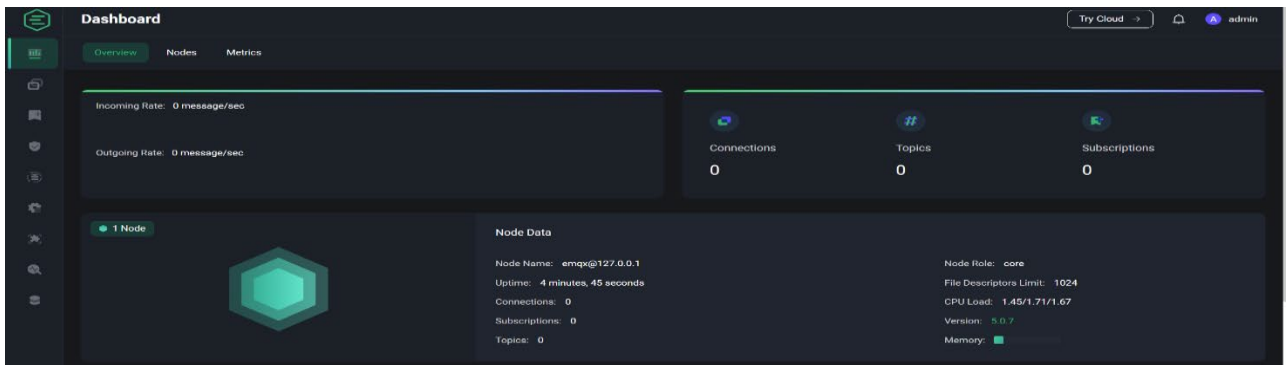 Dashboard
Try Cloud →
A admin
Overview Nodes Metrics
Incoming Rate: 0 message/sec
Outgoing Rate: 0 message/sec
Connections
0
Topics
0
Subscriptions
0
1 Node
Node Data
Node Name: emqx@127.0.0.1
Uptime: 4 minutes, 45 seconds
Connections: 0
Subscriptions: 0
Topics: 0
Node Role: core
File Descriptors Limit: 1024
CPU Load: 1.45/1.71/1.67
Version: 5.0.7
Memory: